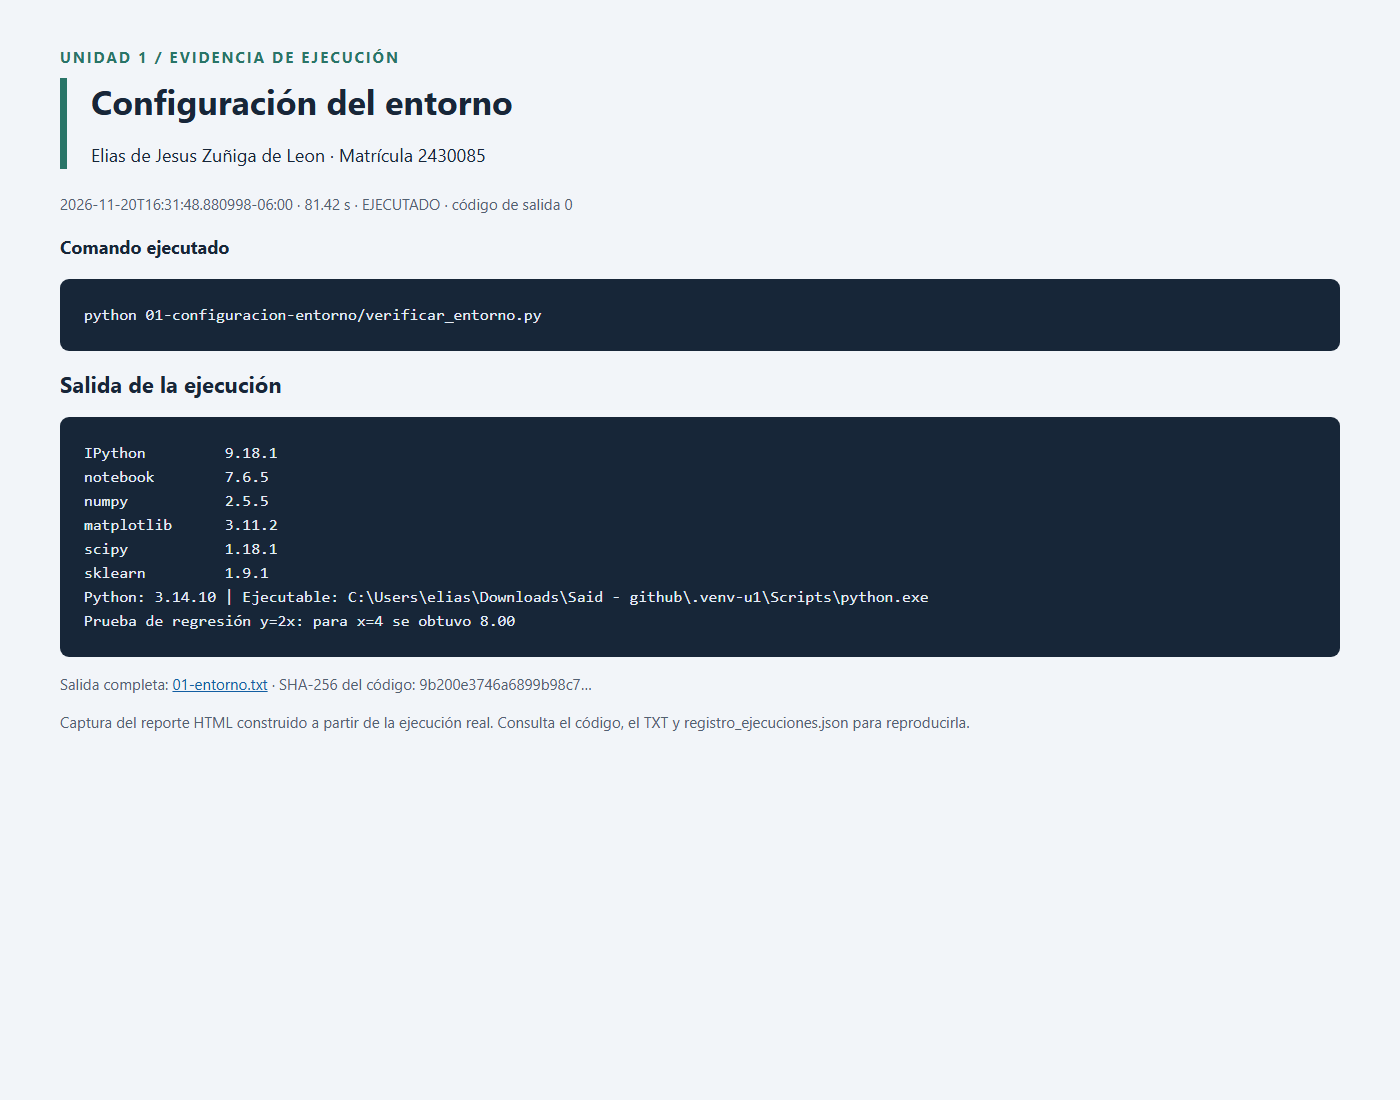 UNIDAD 1 / EVIDENCIA DE EJECUCIÓN
Configuración del entorno
Elias de Jesus Zuñiga de Leon · Matrícula 2430085
2026-11-20T16:31:48.880998-06:00 · 81.42 s · EJECUTADO · código de salida 0
Comando ejecutado
python 01-configuracion-entorno/verificar_entorno.py
Salida de la ejecución
IPython 9.18.1
notebook 7.6.5
numpy 2.5.5
matplotlib 3.11.2
scipy 1.18.1
sklearn 1.9.1
Python: 3.14.10 | Ejecutable: C:\Users\elias\Downloads\Said - github\.venv-u1\Scripts\python.exe
Prueba de regresión y=2x: para x=4 se obtuvo 8.00
Salida completa: 01-entorno.txt · SHA-256 del código: 9b200e3746a6899b98c7…
Captura del reporte HTML construido a partir de la ejecución real. Consulta el código, el TXT y registro_ejecuciones.json para reproducirla.